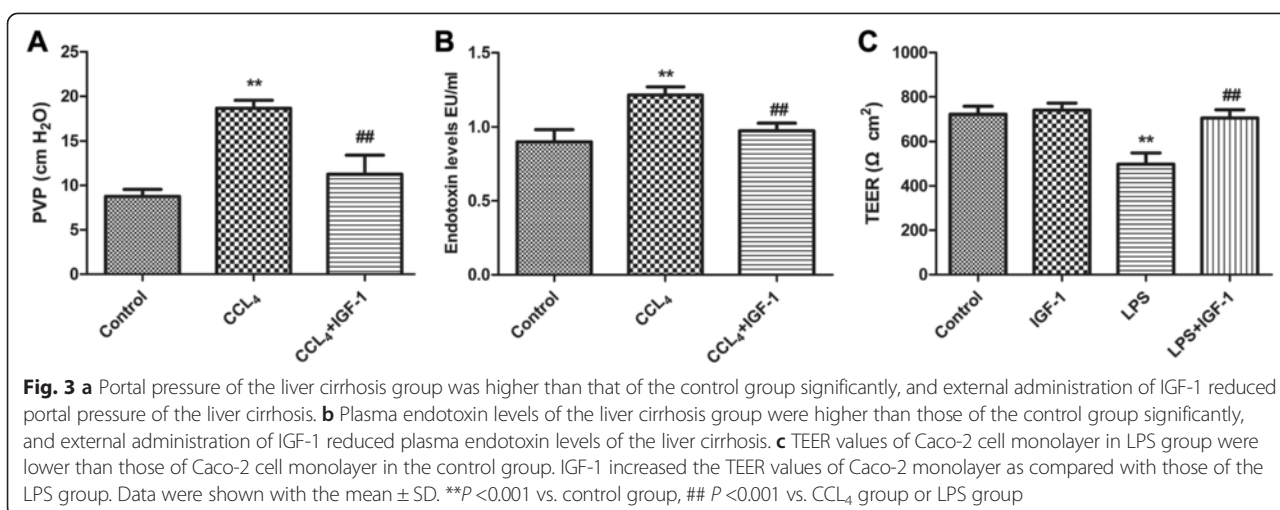 A
25
20
15
10
5
0
PVP (cm H₂O)
**
##
Control
CCL₄
CCL₄+IGF-1
B
1.5
1.0
0.5
0.0
Endotoxin levels EU/ml
**
##
Control
CCL₄
CCL₄+IGF-1
C
1000
800
600
400
200
0
TEER (Ω cm²)
**
##
Control
IGF-1
LPS
LPS+IGF-1
Fig. 3 a Portal pressure of the liver cirrhosis group was higher than that of the control group significantly, and external administration of IGF-1 reduced
portal pressure of the liver cirrhosis. b Plasma endotoxin levels of the liver cirrhosis group were higher than those of the control group significantly,
and external administration of IGF-1 reduced plasma endotoxin levels of the liver cirrhosis. c TEER values of Caco-2 cell monolayer in LPS group were
lower than those of Caco-2 cell monolayer in the control group. IGF-1 increased the TEER values of Caco-2 monolayer as compared with those of the
LPS group. Data were shown with the mean ± SD. **P <0.001 vs. control group, ## P <0.001 vs. CCL₄ group or LPS group